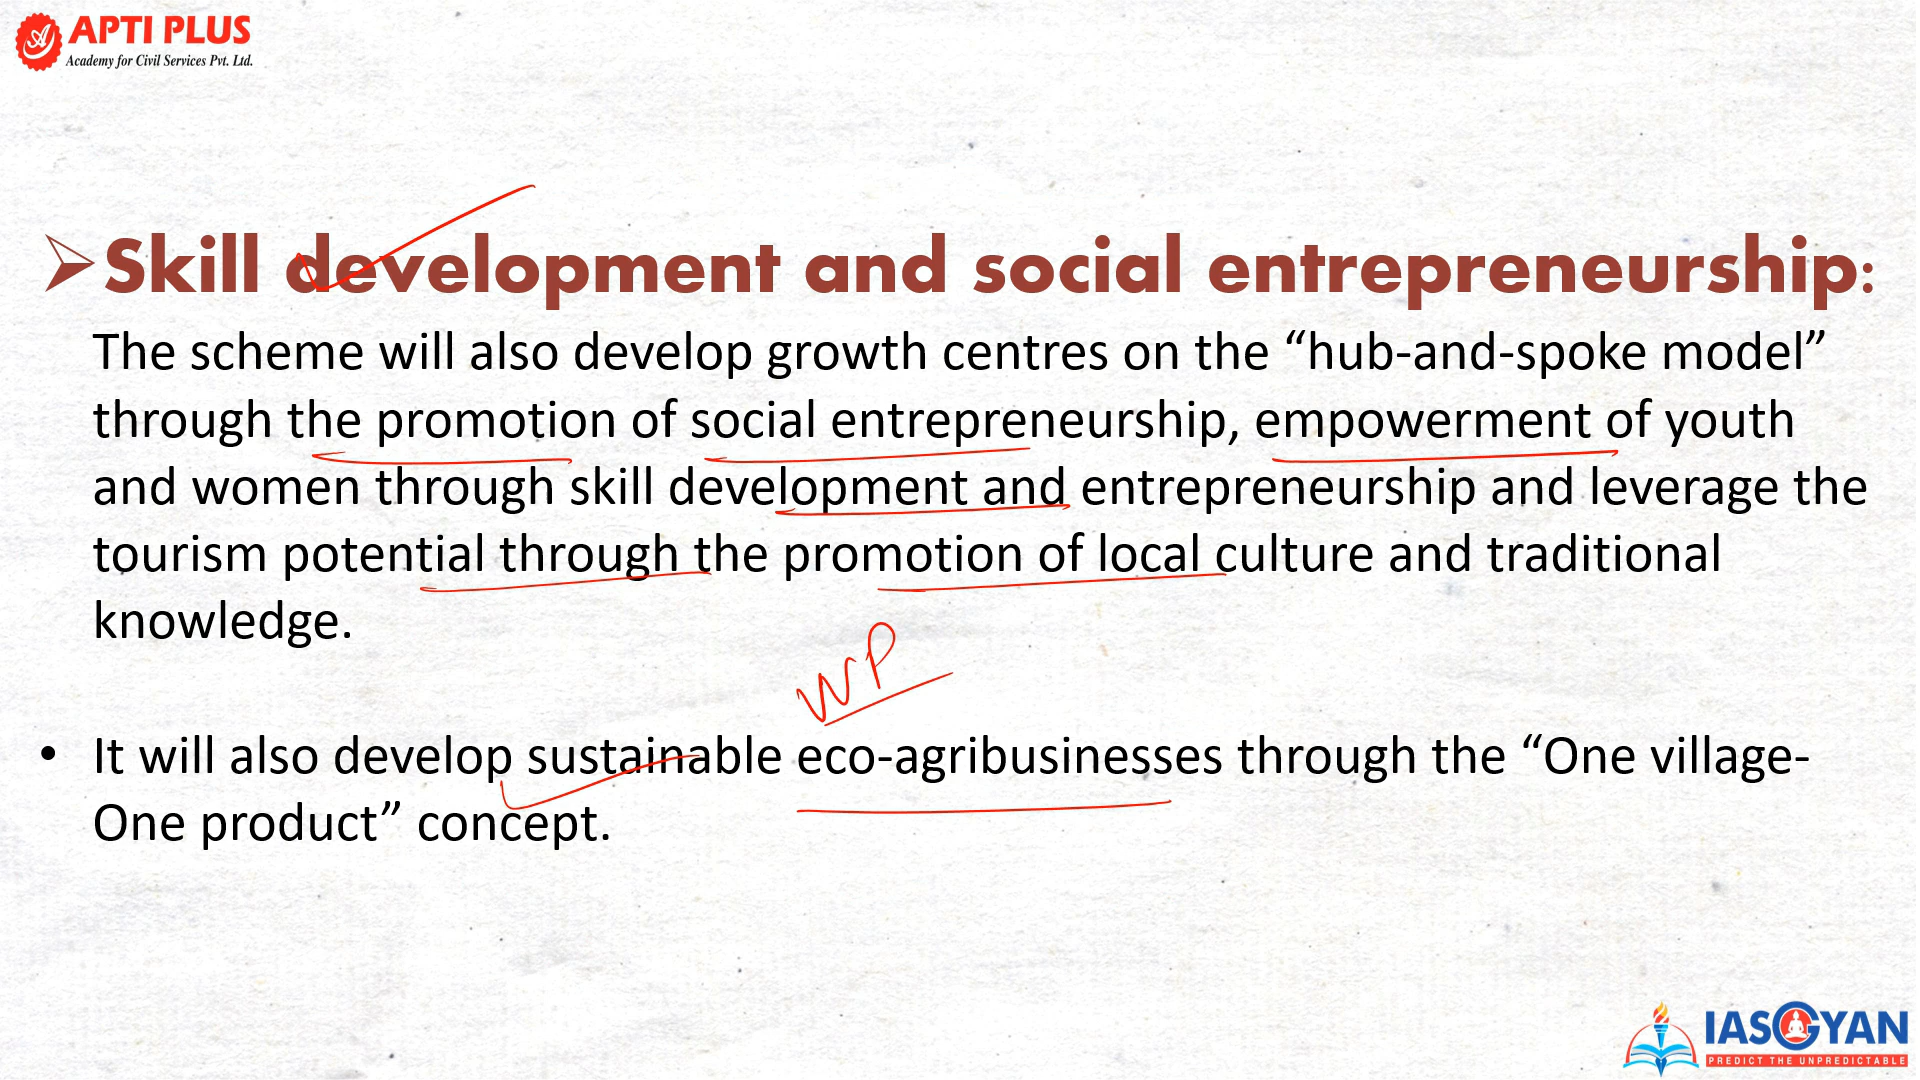 APTI PLUS
Academy for Civil Services Pvt. Ltd.
Skill development and social entrepreneurship:
The scheme will also develop growth centres on the “hub-and-spoke model”
through the promotion of social entrepreneurship, empowerment of youth
and women through skill development and entrepreneurship and leverage the
tourism potential through the promotion of local culture and traditional
knowledge.
• It will also develop sustainable eco-agribusinesses through the “One village-
One product” concept.
IASGYAN
PREDICT THE UNPREDICTABLE